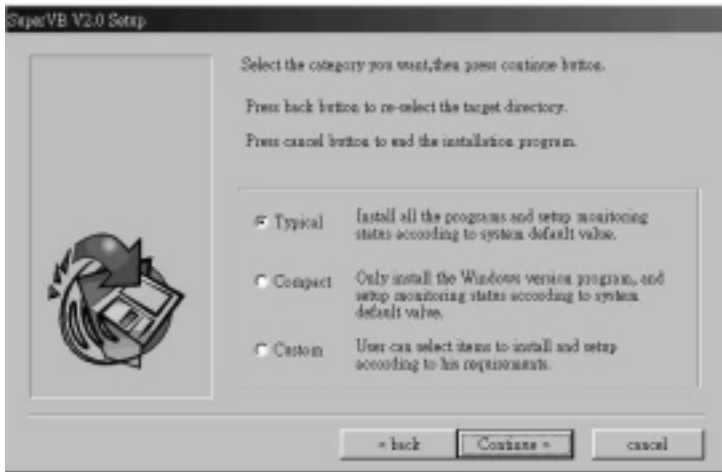 SuperVB V2.0 Setup
Select the category you want,then press continue button.
Press back button to re-select the target directory.
Press cancel button to end the installation program.
Typical
Install all the programs and setup monitoring
status according to system default value.
Compact
Only install the Windows version program, and
setup monitoring status according to system
default value.
Custom
User can select items to install and setup
according to his requirements.
< back
Continue >
cancel